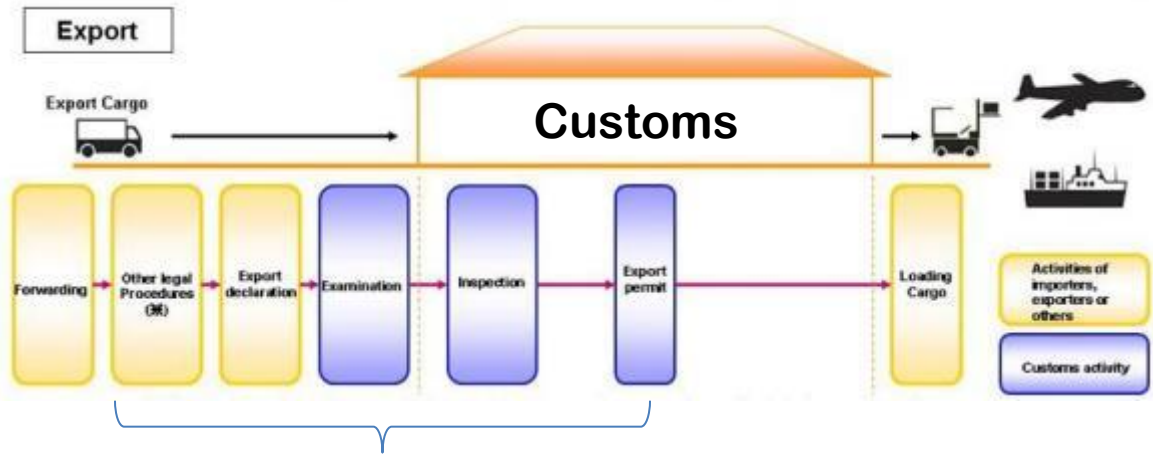 Export
Export Cargo
Customs
Forwarding
Other legal
Procedures
(※)
Export
declaration
Examination
Inspection
Export
permit
Loading
Cargo
Activities of
importers,
exporters or
others
Customs activity